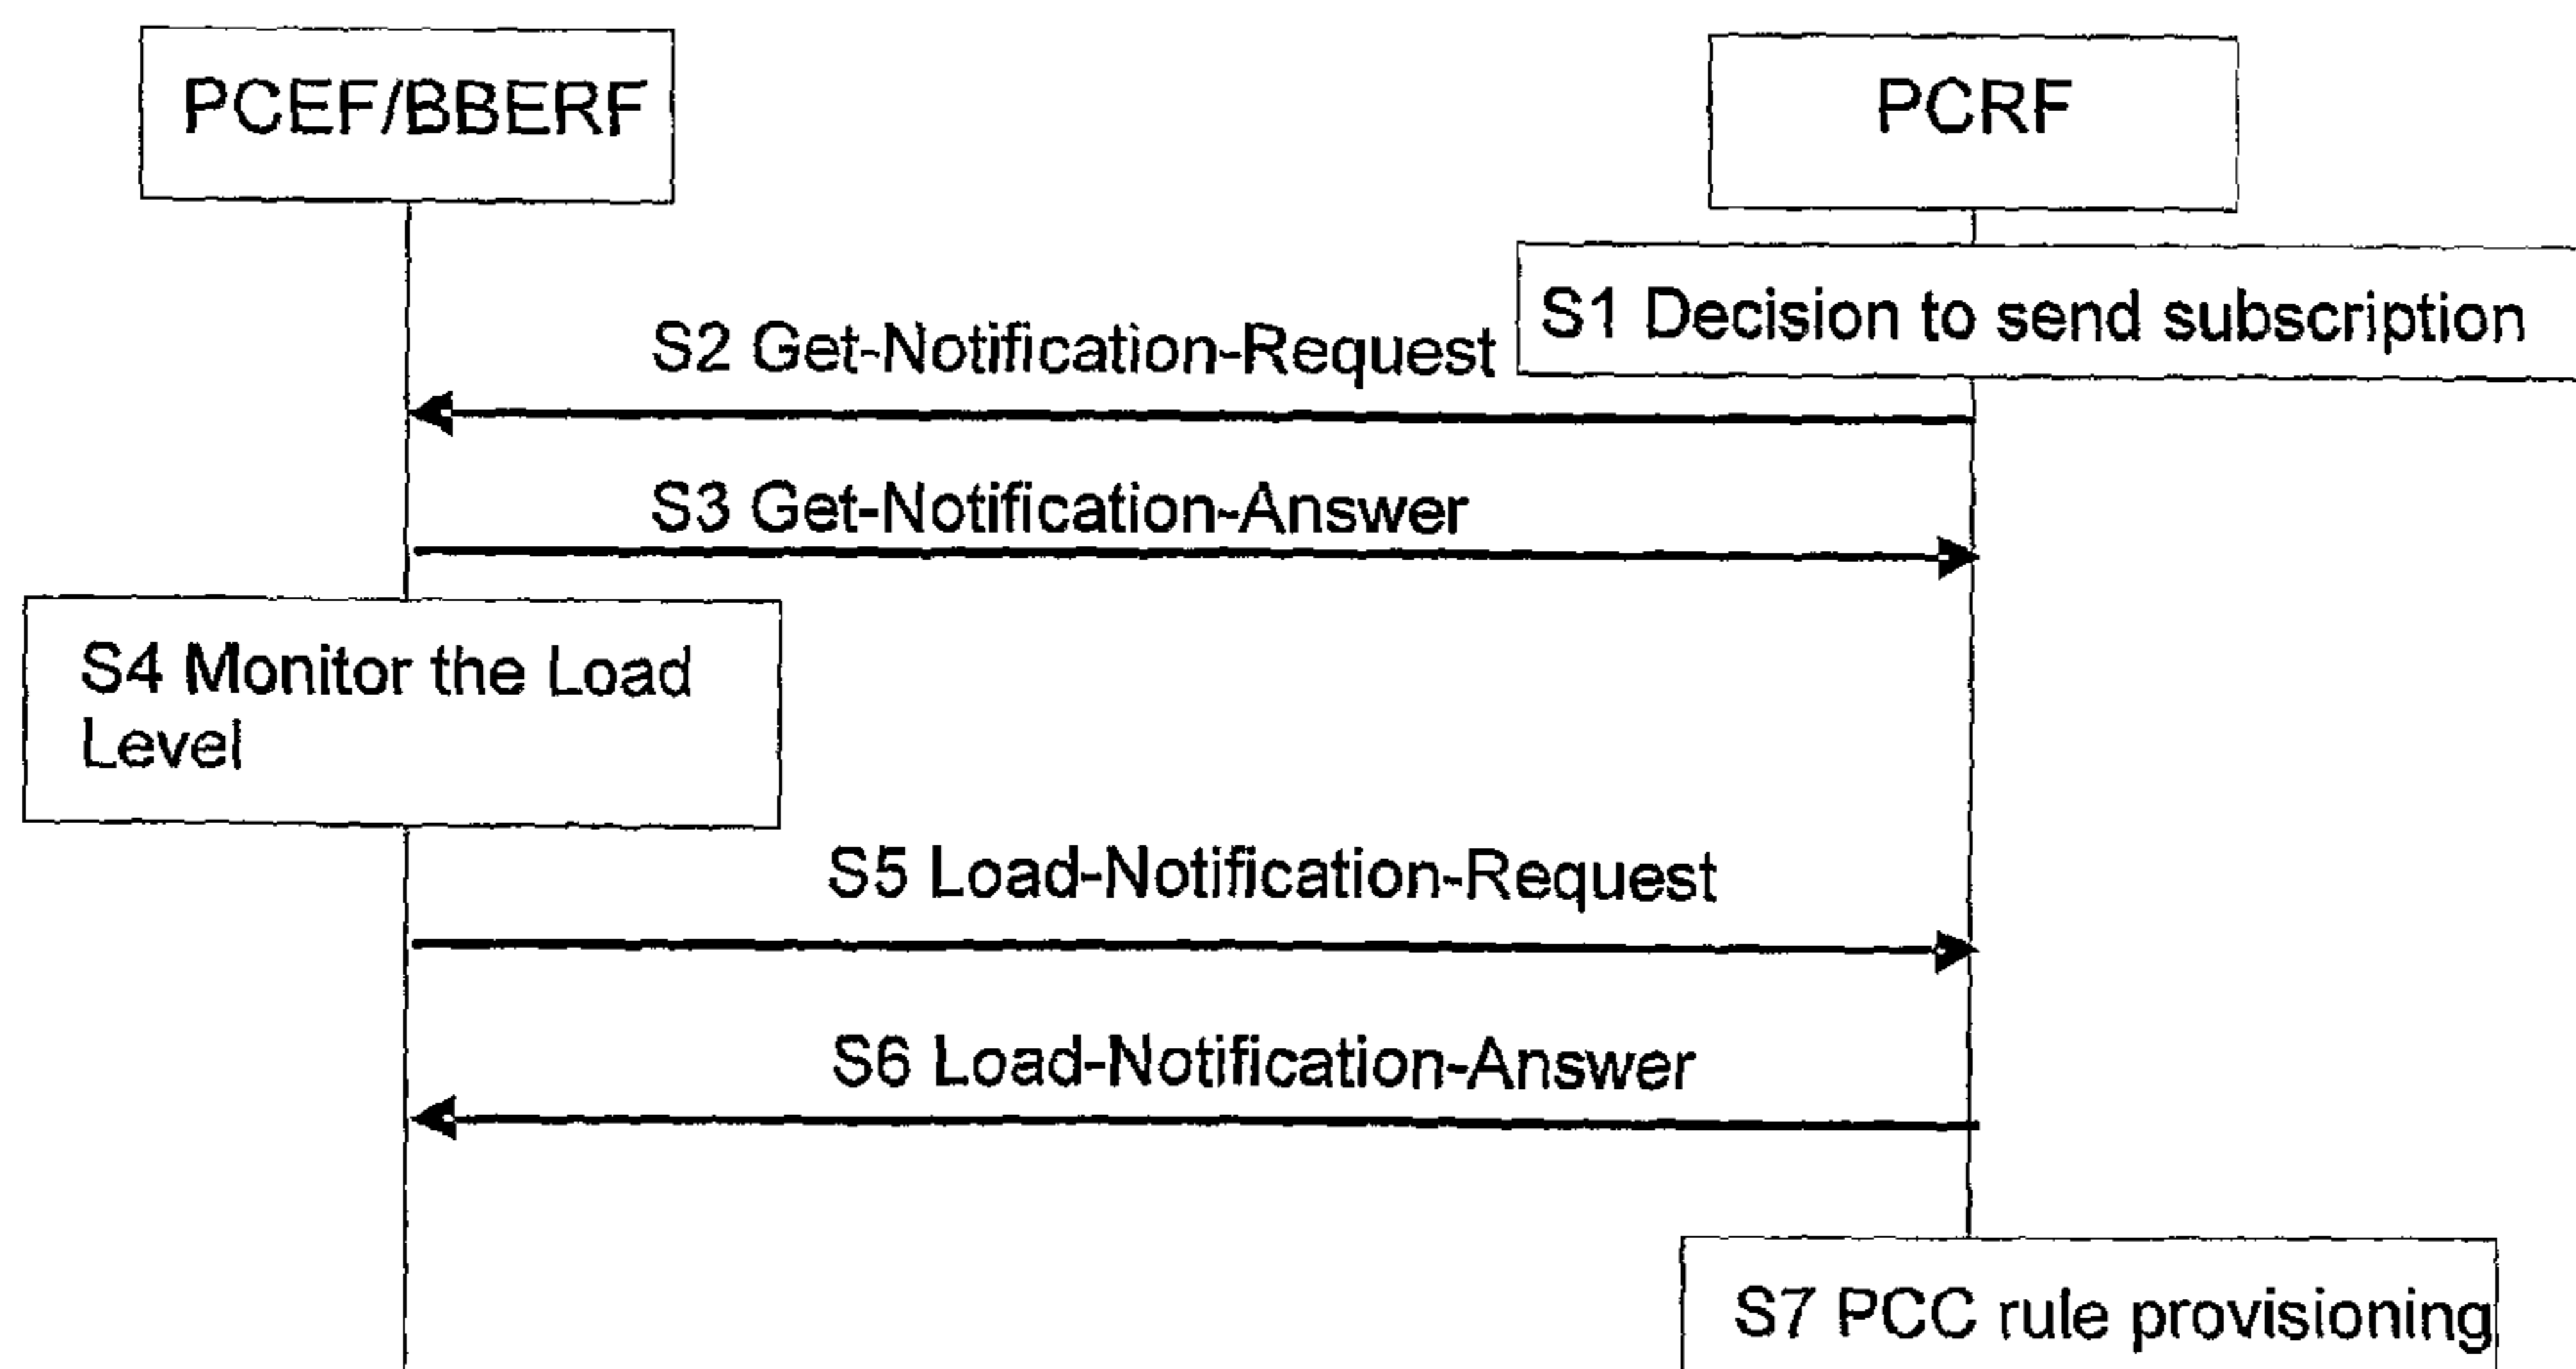 PCEF/BBERF
PCRF
S1 Decision to send subscription
S2 Get-Notification-Request
S3 Get-Notification-Answer
S4 Monitor the Load
Level
S5 Load-Notification-Request
S6 Load-Notification-Answer
S7 PCC rule provisioning